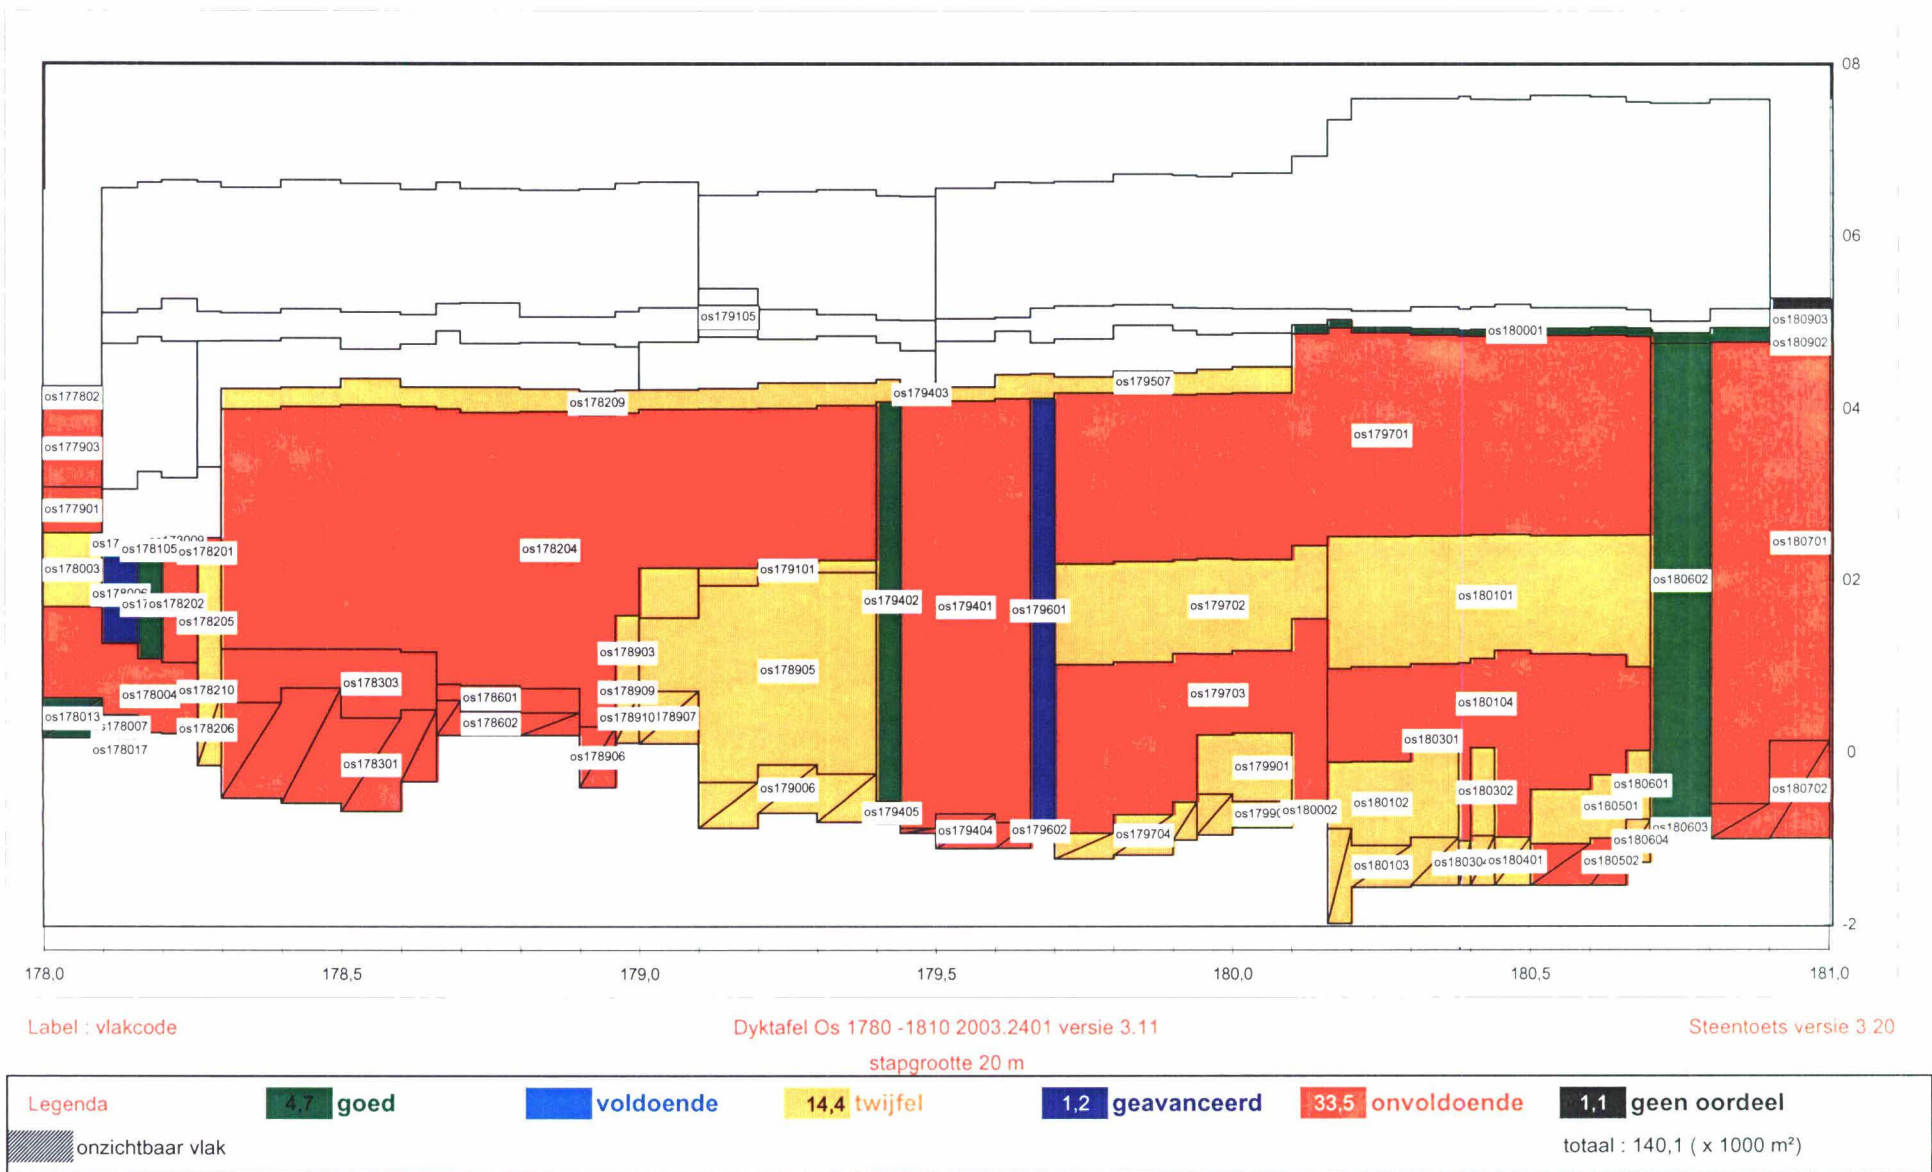 08
06
04
02
0
-2
os177802
os177903
os177901
os178003
os178013
os178105
os178201
os178202
os178205
os178004
os178210
os178007
os178206
os178017
os178209
os178204
os178303
os178301
os178601
os178602
os178903
os178909
os178910
os178906
os179105
os179101
os178905
os179006
os179403
os179402
os179405
os179401
os179404
os179601
os179602
os179507
os179701
os179702
os179703
os179704
os179901
os180002
os180001
os180101
os180104
os180301
os180302
os180102
os180103
os180401
os180501
os180502
os180601
os180602
os180603
os180604
os180903
os180902
os180701
os180702
178,0 178,5 179,0 179,5 180,0 180,5 181,0
Label : vlakcode Dyktafel Os 1780 -1810 2003.2401 versie 3.11 Steentoets versie 3.20
stapgrootte 20 m
Legenda 4,7 goed voldoende 14,4 twijfel 1,2 geavanceerd 33,5 onvoldoende 1,1 geen oordeel
onzichtbaar vlak totaal : 140,1 ( x 1000 m²)